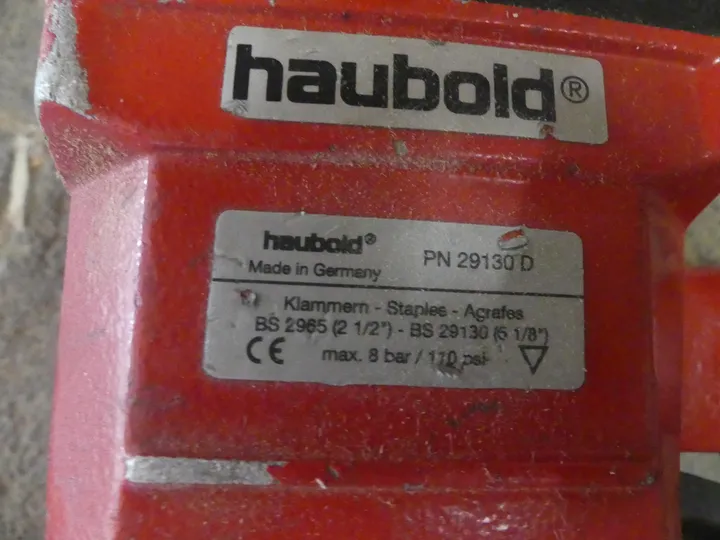 haubold®
haubold®
PN 29130 D
Made in Germany
Klammern - Staples - Agrafes
BS 2965 (2 1/2") - BS 29130 (5 1/8")
CE max. 8 bar / 110 psi